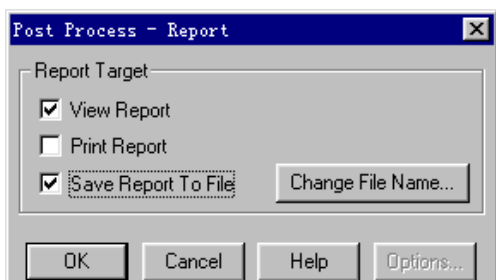 Post Process - Report
Report Target
View Report
Print Report
Save Report To File
Change File Name...
OK Cancel Help Options...